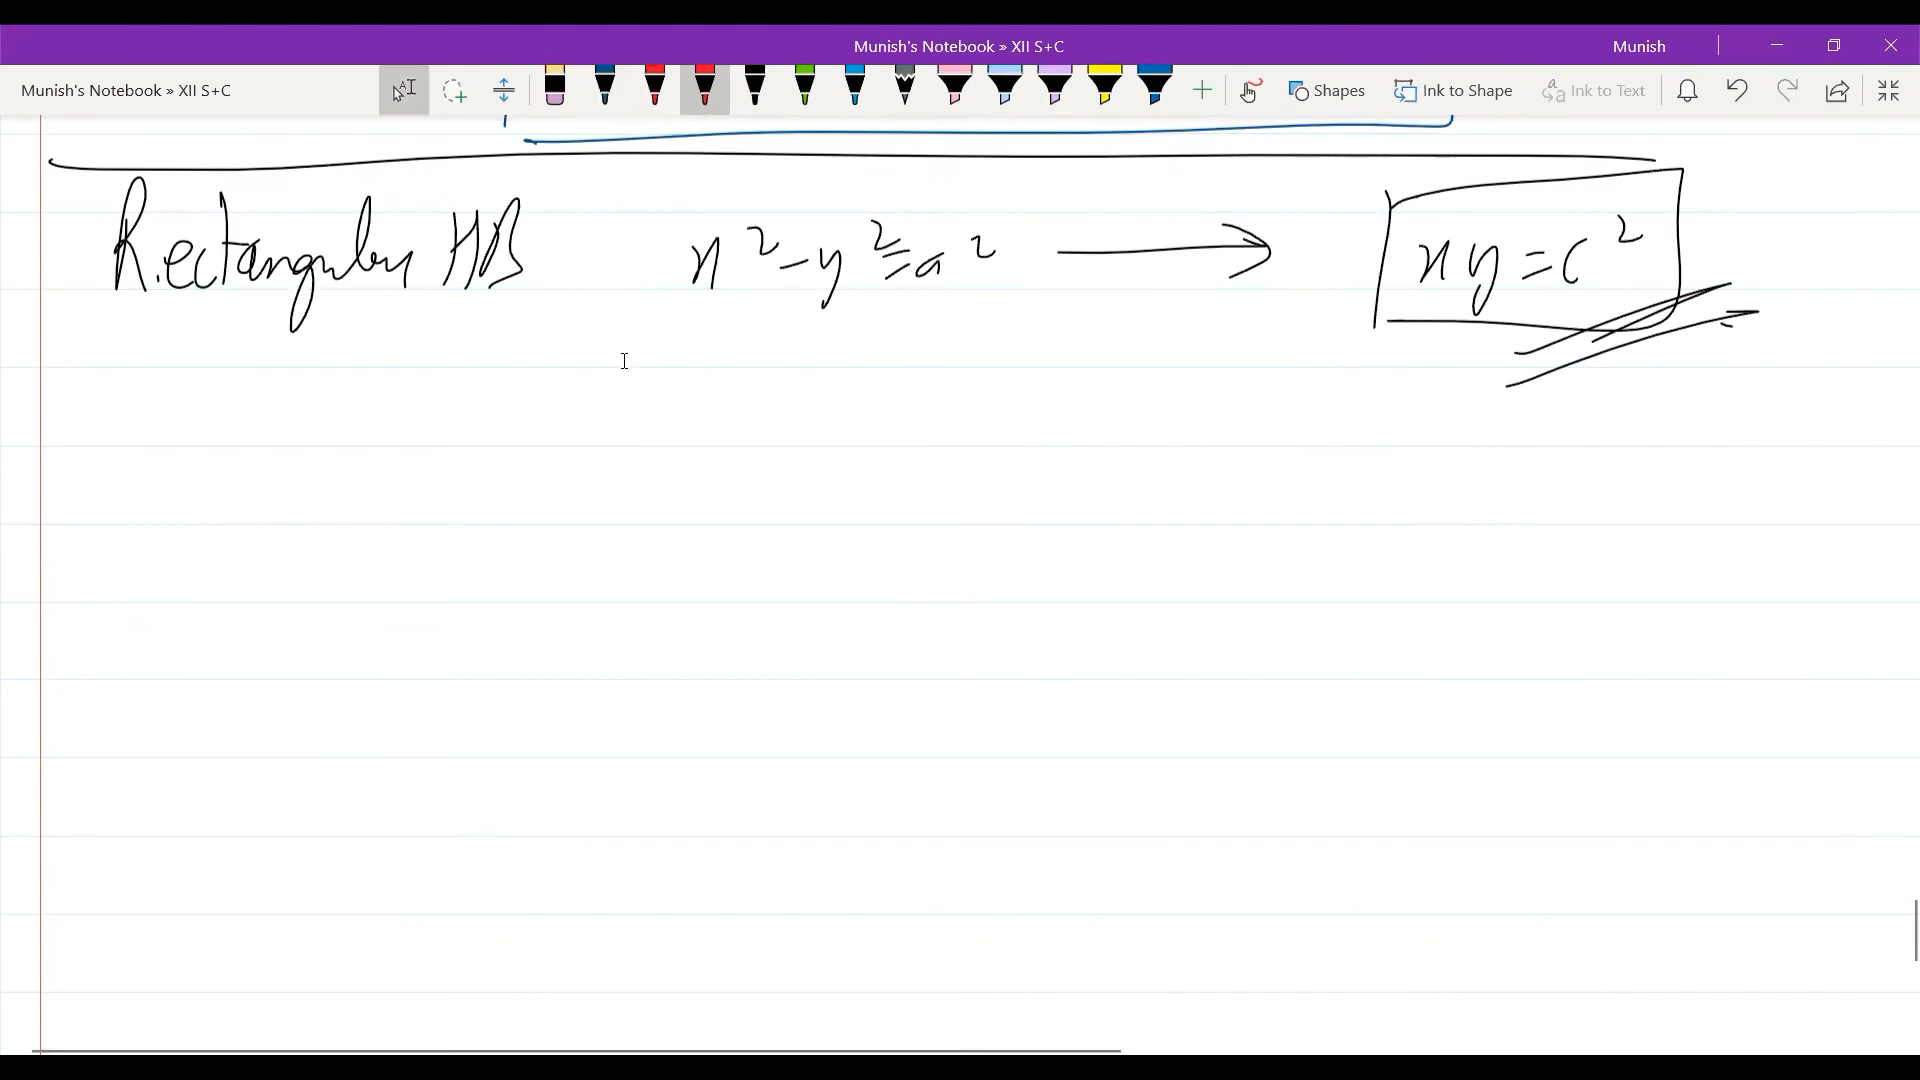 Munish's Notebook » XII S+C
Munish
Munish's Notebook » XII S+C
Shapes
Ink to Shape
Ink to Text
Rectangular HB x²-y²=a² → xy=c²